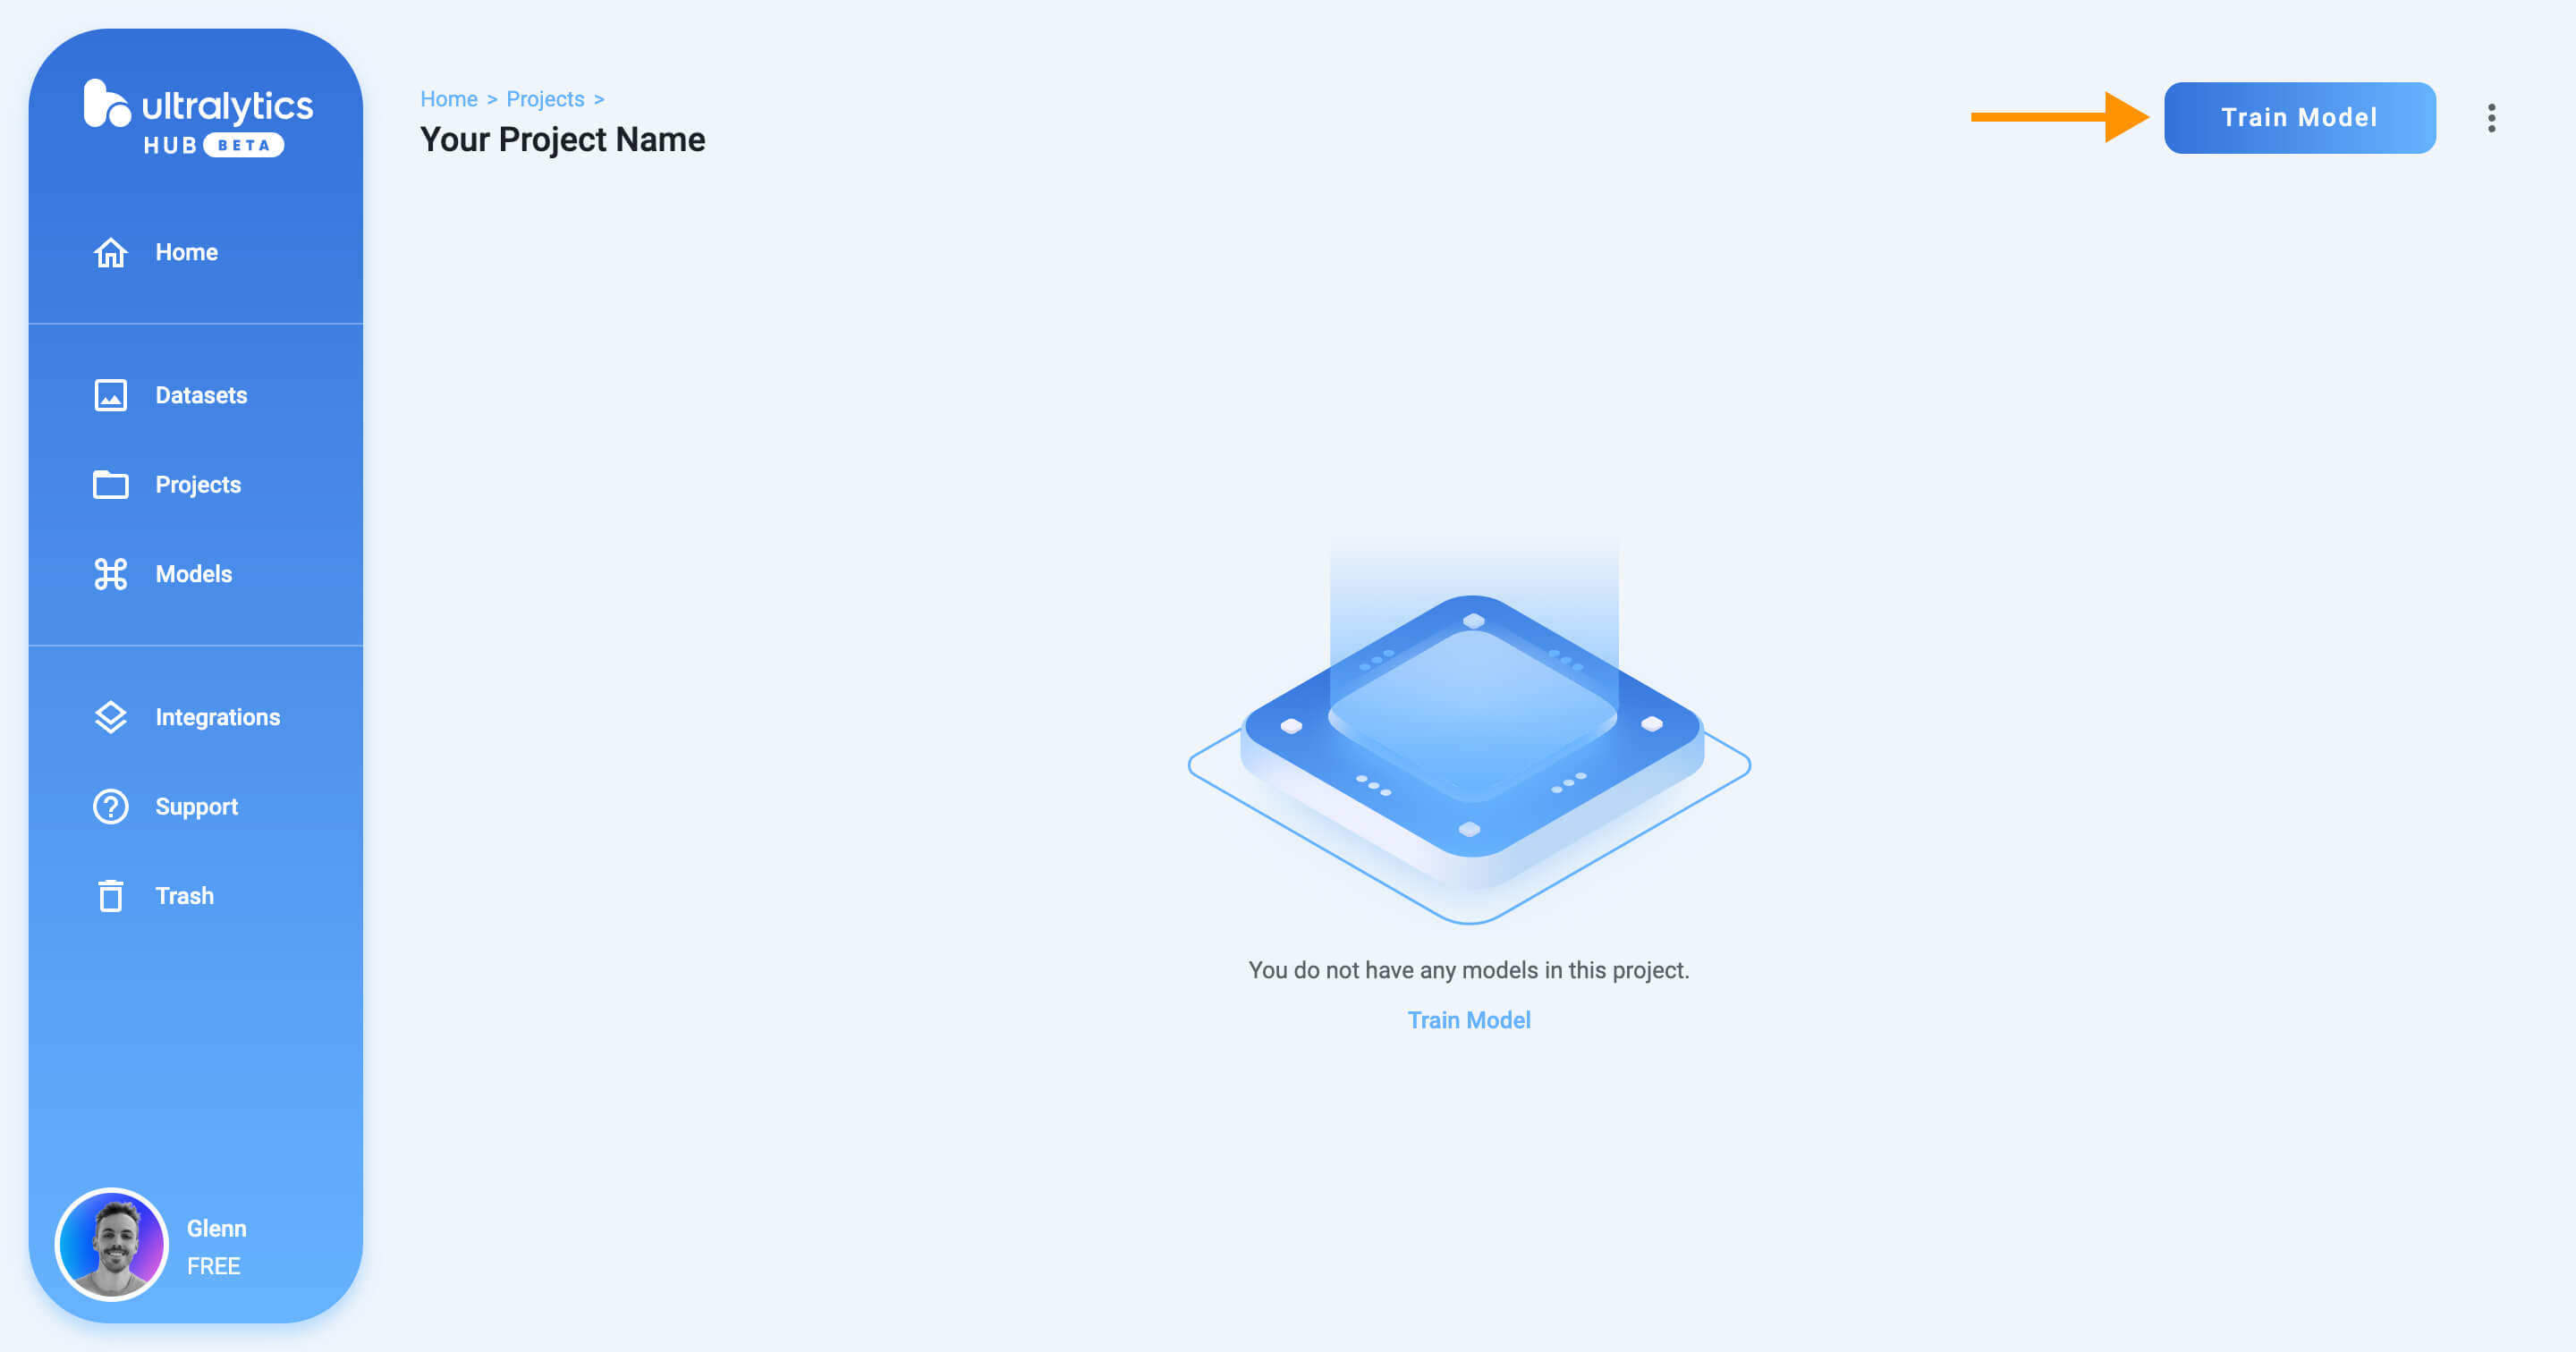 ultralytics
HUB BETA
Home
Datasets
Projects
Models
Integrations
Support
Trash
Glenn
FREE
Home > Projects >
Your Project Name
Train Model
You do not have any models in this project.
Train Model